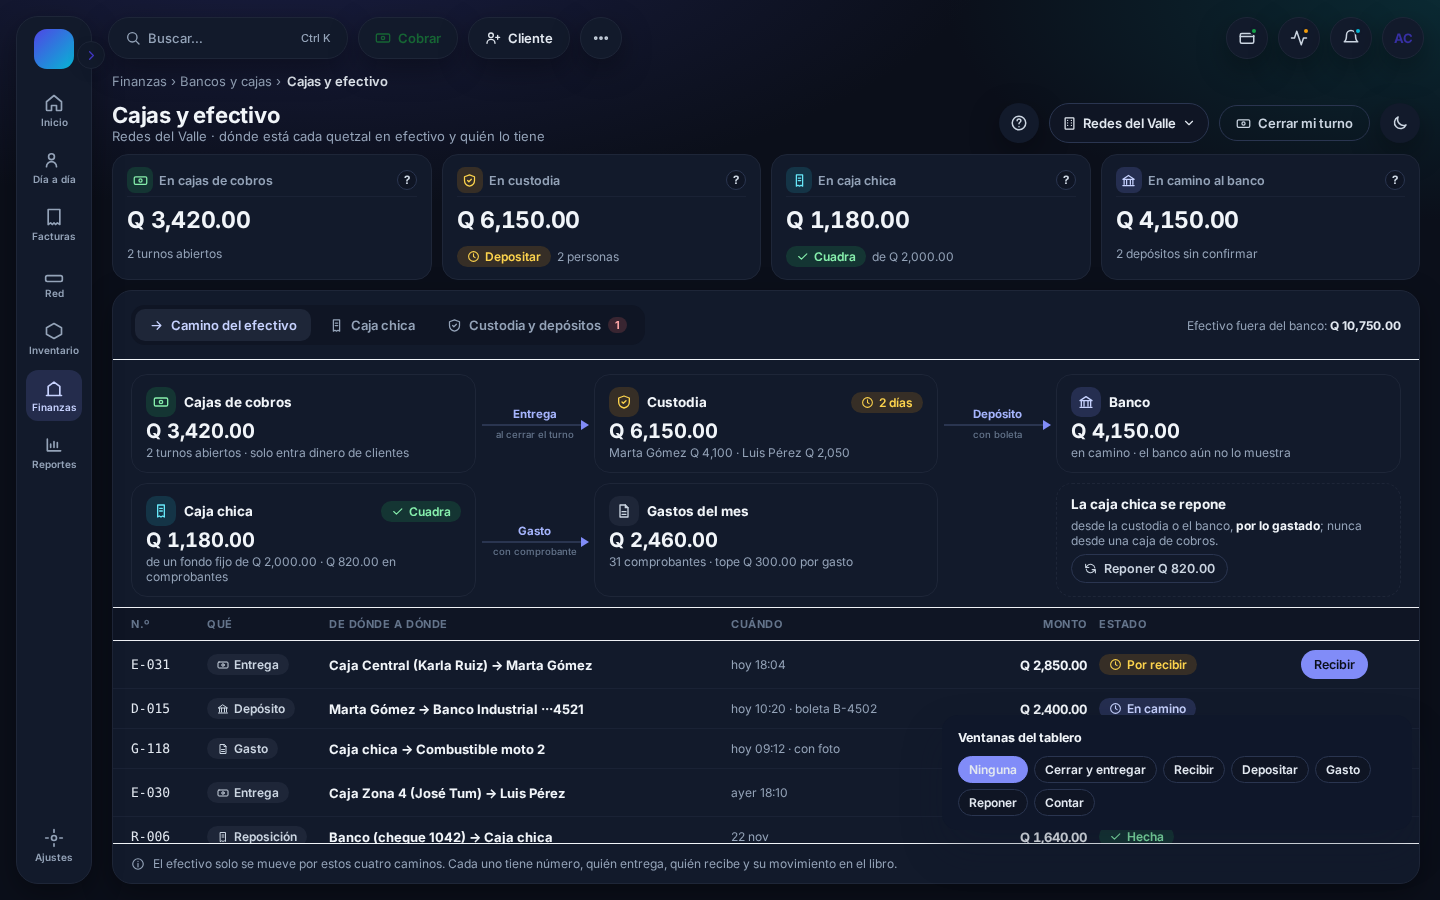 Buscar...
Ctrl K
Cobrar
Cliente
AC
Inicio
Día a día
Facturas
Red
Inventario
Finanzas
Reportes
Ajustes
Finanzas › Bancos y cajas › Cajas y efectivo
Cajas y efectivo
Redes del Valle · dónde está cada quetzal en efectivo y quién lo tiene
Redes del Valle
Cerrar mi turno
En cajas de cobros
?
Q 3,420.00
2 turnos abiertos
En custodia
?
Q 6,150.00
Depositar
2 personas
En caja chica
?
Q 1,180.00
Cuadra
de Q 2,000.00
En camino al banco
?
Q 4,150.00
2 depósitos sin confirmar
Camino del efectivo
Caja chica
Custodia y depósitos 1
Efectivo fuera del banco: Q 10,750.00
Cajas de cobros
Q 3,420.00
2 turnos abiertos · solo entra dinero de clientes
Entrega
al cerrar el turno
Custodia
2 días
Q 6,150.00
Marta Gómez Q 4,100 · Luis Pérez Q 2,050
Depósito
con boleta
Banco
Q 4,150.00
en camino · el banco aún no lo muestra
Caja chica
Cuadra
Q 1,180.00
de un fondo fijo de Q 2,000.00 · Q 820.00 en
comprobantes
Gasto
con comprobante
Gastos del mes
Q 2,460.00
31 comprobantes · tope Q 300.00 por gasto
La caja chica se repone
desde la custodia o el banco, por lo gastado; nunca
desde una caja de cobros.
Reponer Q 820.00
N.º QUÉ DE DÓNDE A DÓNDE CUÁNDO MONTO ESTADO
E-031 Entrega Caja Central (Karla Ruiz) → Marta Gómez hoy 18:04 Q 2,850.00 Por recibir Recibir
D-015 Depósito Marta Gómez → Banco Industrial ···4521 hoy 10:20 · boleta B-4502 Q 2,400.00 En camino
G-118 Gasto Caja chica → Combustible moto 2 hoy 09:12 · con foto
E-030 Entrega Caja Zona 4 (José Tum) → Luis Pérez ayer 18:10
R-006 Reposición Banco (cheque 1042) → Caja chica 22 nov Q 1,640.00 Hecha
Ventanas del tablero
Ninguna Cerrar y entregar Recibir Depositar Gasto
Reponer Contar
El efectivo solo se mueve por estos cuatro caminos. Cada uno tiene número, quién entrega, quién recibe y su movimiento en el libro.